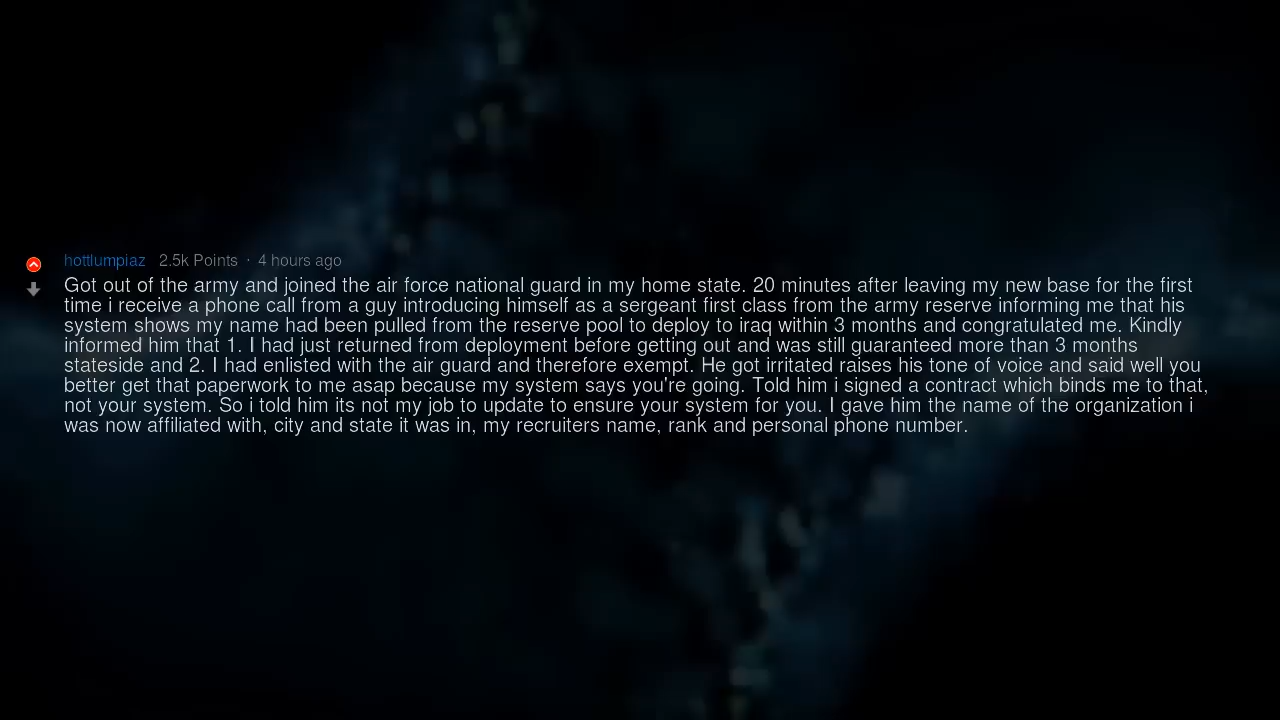 hottlumpiaz 2.5k Points · 4 hours ago
Got out of the army and joined the air force national guard in my home state. 20 minutes after leaving my new base for the first
time i receive a phone call from a guy introducing himself as a sergeant first class from the army reserve informing me that his
system shows my name had been pulled from the reserve pool to deploy to iraq within 3 months and congratulated me. Kindly
informed him that 1. I had just returned from deployment before getting out and was still guaranteed more than 3 months
stateside and 2. I had enlisted with the air guard and therefore exempt. He got irritated raises his tone of voice and said well you
better get that paperwork to me asap because my system says you're going. Told him i signed a contract which binds me to that,
not your system. So i told him its not my job to update to ensure your system for you. I gave him the name of the organization i
was now affiliated with, city and state it was in, my recruiters name, rank and personal phone number.